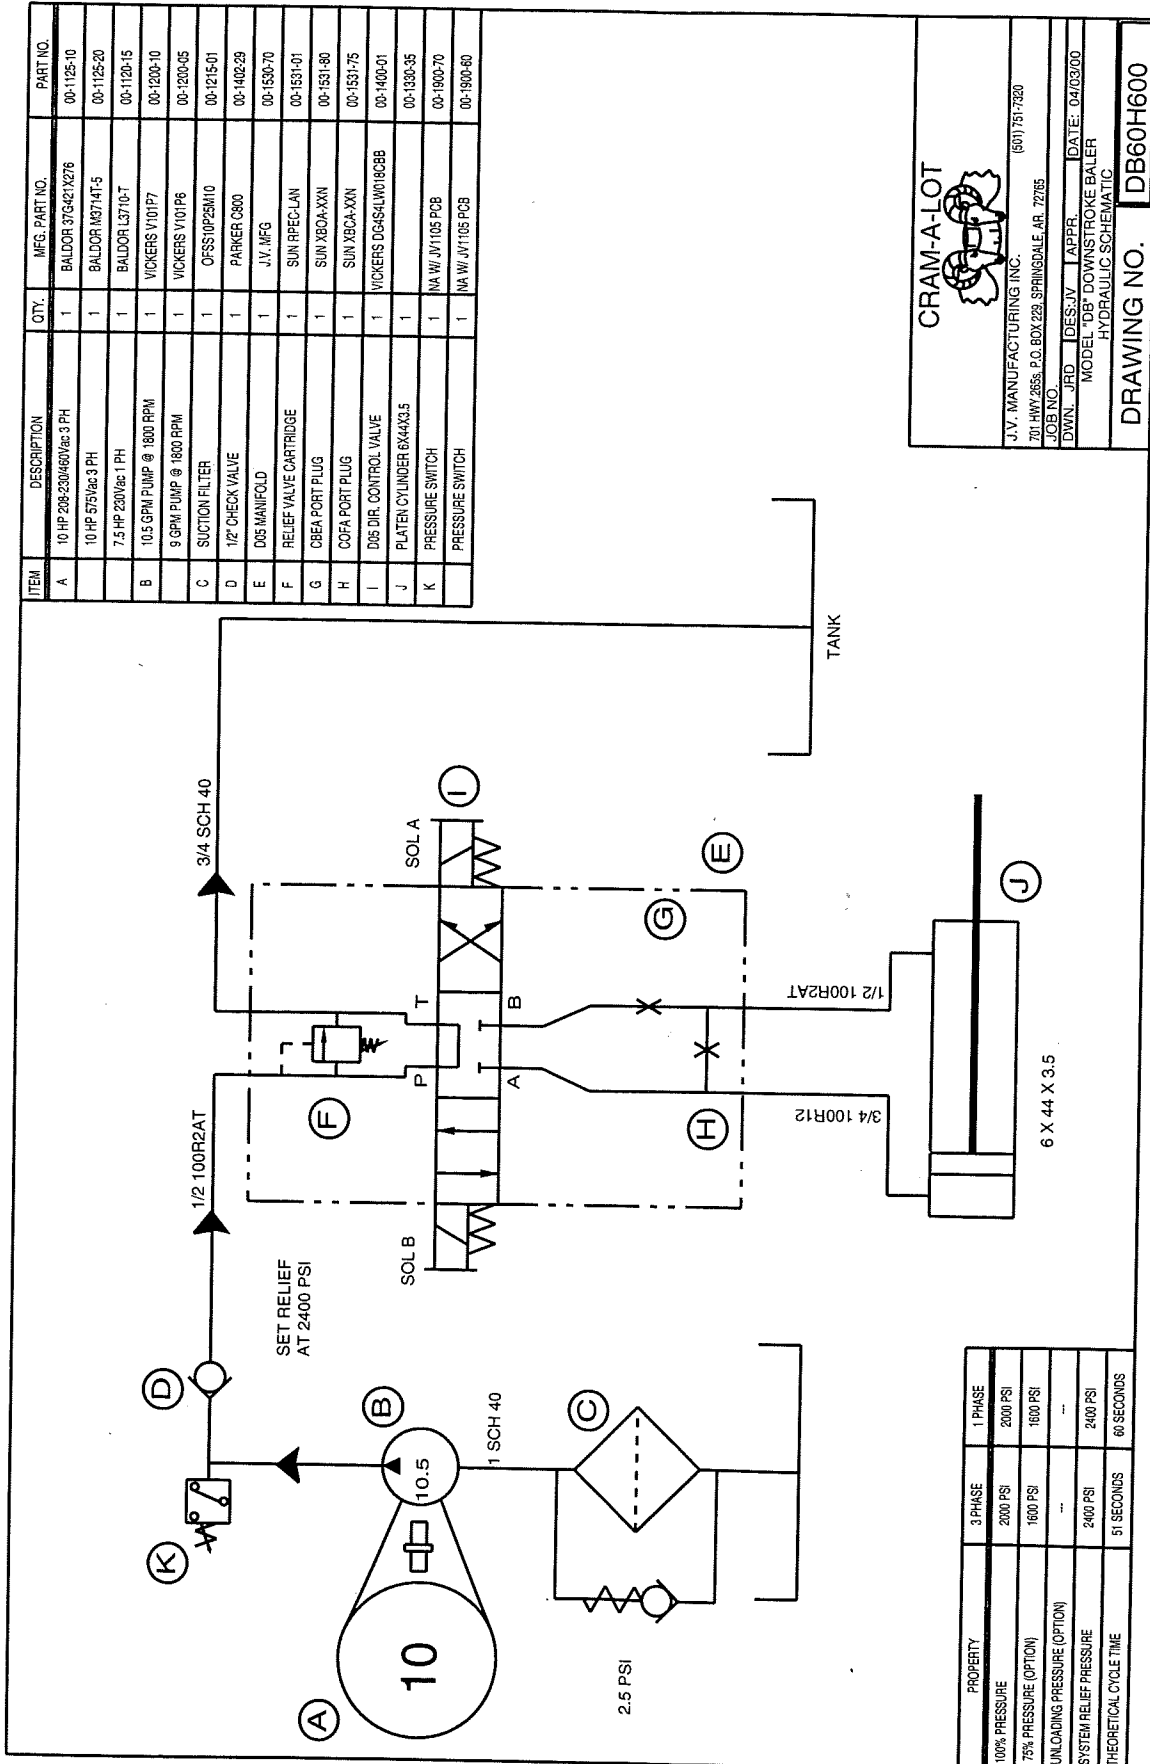 ITEM DESCRIPTION QTY. MFG. PART NO. PART NO.
A 10 HP 208-230/460Vac 3 PH 1 BALDOR 37G421X276 00-1125-10
10 HP 575Vac 3 PH 1 BALDOR M3714T-5 00-1125-20
7.5 HP 230Vac 1 PH 1 BALDOR L3710-T 00-1120-15
B 10.5 GPM PUMP @ 1800 RPM 1 VICKERS V101P7 00-1200-10
9 GPM PUMP @ 1800 RPM 1 VICKERS V101P6 00-1200-05
C SUCTION FILTER 1 OFSS10P25M10 00-1215-01
D 1/2" CHECK VALVE 1 PARKER C800 00-1402-29
E D05 MANIFOLD 1 J.V. MFG 00-1530-70
F RELIEF VALVE CARTRIDGE 1 SUN RPEC-LAN 00-1531-01
G CBEA PORT PLUG 1 SUN XBCA-XXN 00-1531-80
H COFA PORT PLUG 1 SUN XBCA-XXN 00-1531-75
I D05 DIR. CONTROL VALVE 1 VICKERS DG4S4LW018CBB 00-1400-01
J PLATEN CYLINDER 6X44X3.5 1 00-1330-35
K PRESSURE SWITCH 1 NA W/ JV1105 PCB 00-1900-70
PRESSURE SWITCH 1 NA W/ JV1105 PCB 00-1900-60
K
D
1/2 100R2AT
3/4 SCH 40
SET RELIEF
AT 2400 PSI
F
A
10
B
10.5
1 SCH 40
C
2.5 PSI
SOL B
P
T
SOL A
I
A
B
E
G
H
3/4 100R12
1/2 100R2AT
J
6 X 44 X 3.5
TANK
PROPERTY 3 PHASE 1 PHASE
100% PRESSURE 2000 PSI 2000 PSI
75% PRESSURE (OPTION) 1600 PSI 1600 PSI
UNLOADING PRESSURE (OPTION) --- ---
SYSTEM RELIEF PRESSURE 2400 PSI 2400 PSI
THEORETICAL CYCLE TIME 51 SECONDS 60 SECONDS
CRAM-A-LOT
J.V. MANUFACTURING INC. (501) 751-7320
701 HWY.265s, P.O. BOX 229, SPRINGDALE, AR. 72765
JOB NO.
DWN. JRD DES:JV APPR. DATE: 04/03/00
MODEL "DB" DOWNSTROKE BALER
HYDRAULIC SCHEMATIC
DRAWING NO. DB60H600